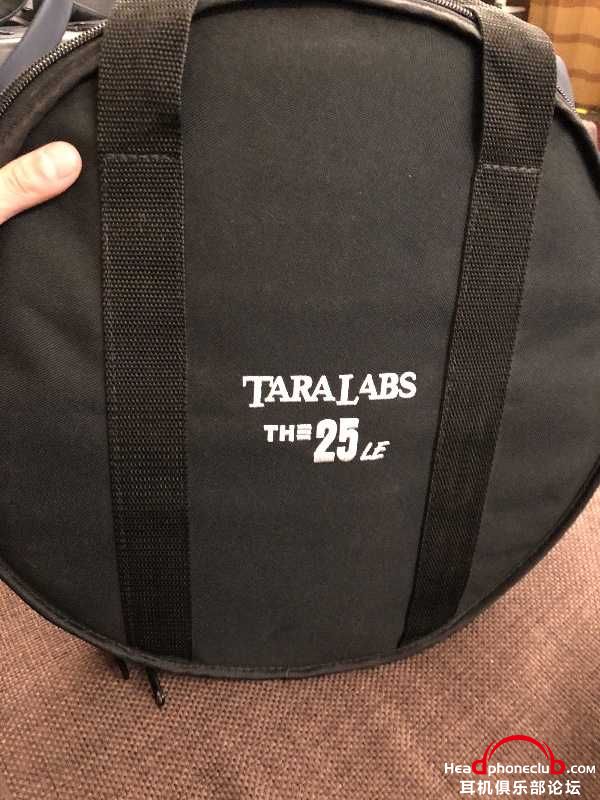 TARA LABS
THE 25 LE
Headphoneclub.com
耳机俱乐部论坛